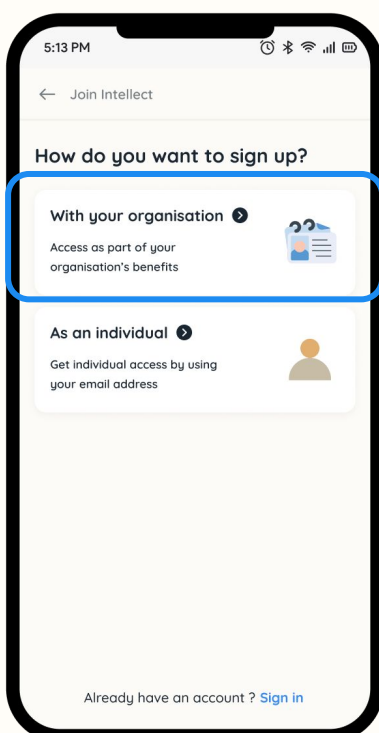 5:13 PM
Join Intellect
How do you want to sign up?
With your organisation
Access as part of your
organisation's benefits
As an individual
Get individual access by using
your email address
Already have an account ? Sign in